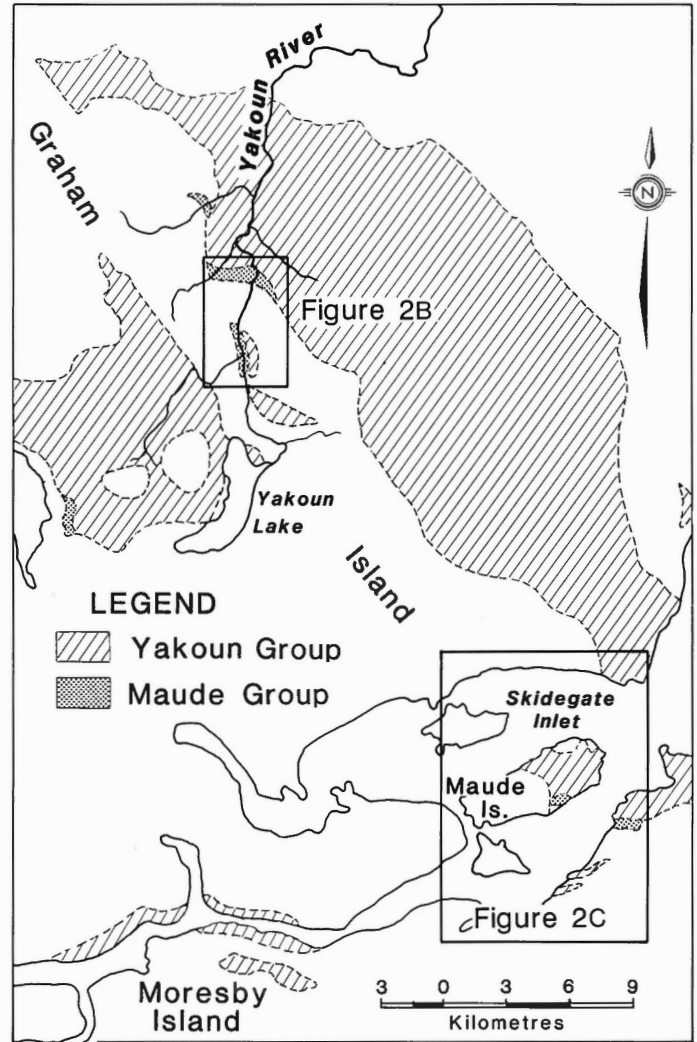 Yakoun River
Graham
N
Figure 2B
Yakoun
Lake
Island
LEGEND
Yakoun Group
Maude Group
Skidegate
Inlet
Maude
Is.
Figure 2C
Moresby
Island
3 0 3 6 9
Kilometres